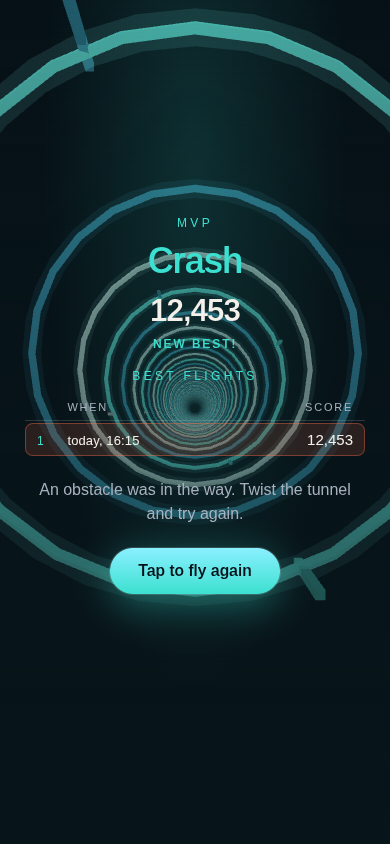 MVP
Crash
12,453
NEW BEST!
BEST FLIGHTS
WHEN SCORE
1 today, 16:15 12,453
An obstacle was in the way. Twist the tunnel
and try again.
Tap to fly again